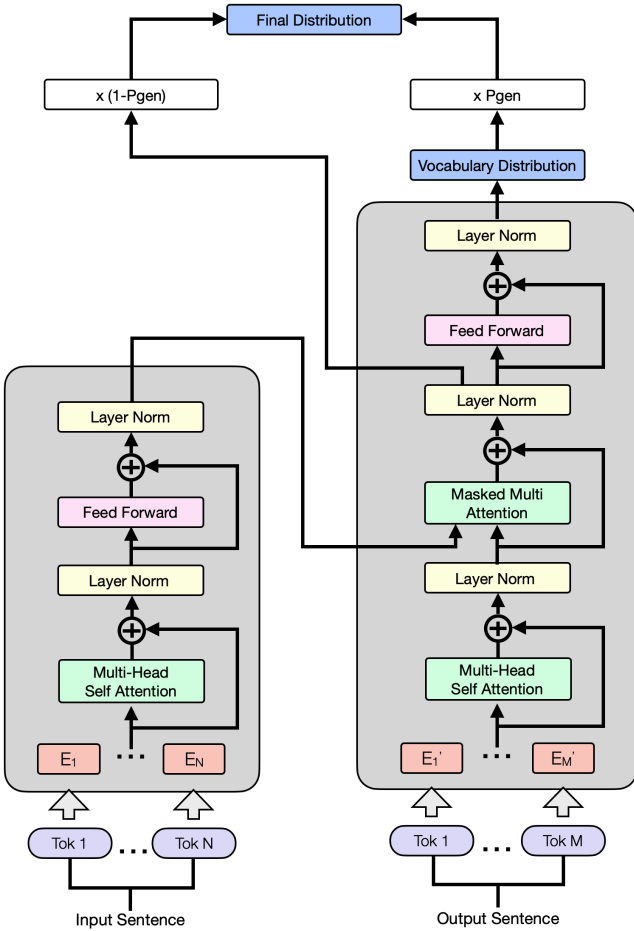 Final Distribution
x (1-Pgen)
x Pgen
Vocabulary Distribution
Layer Norm
Feed Forward
Layer Norm
Masked Multi
Attention
Layer Norm
Multi-Head
Self Attention
E1′
...
EM′
Tok 1
...
Tok M
Output Sentence
Layer Norm
Feed Forward
Layer Norm
Multi-Head
Self Attention
E1
...
EN
Tok 1
...
Tok N
Input Sentence